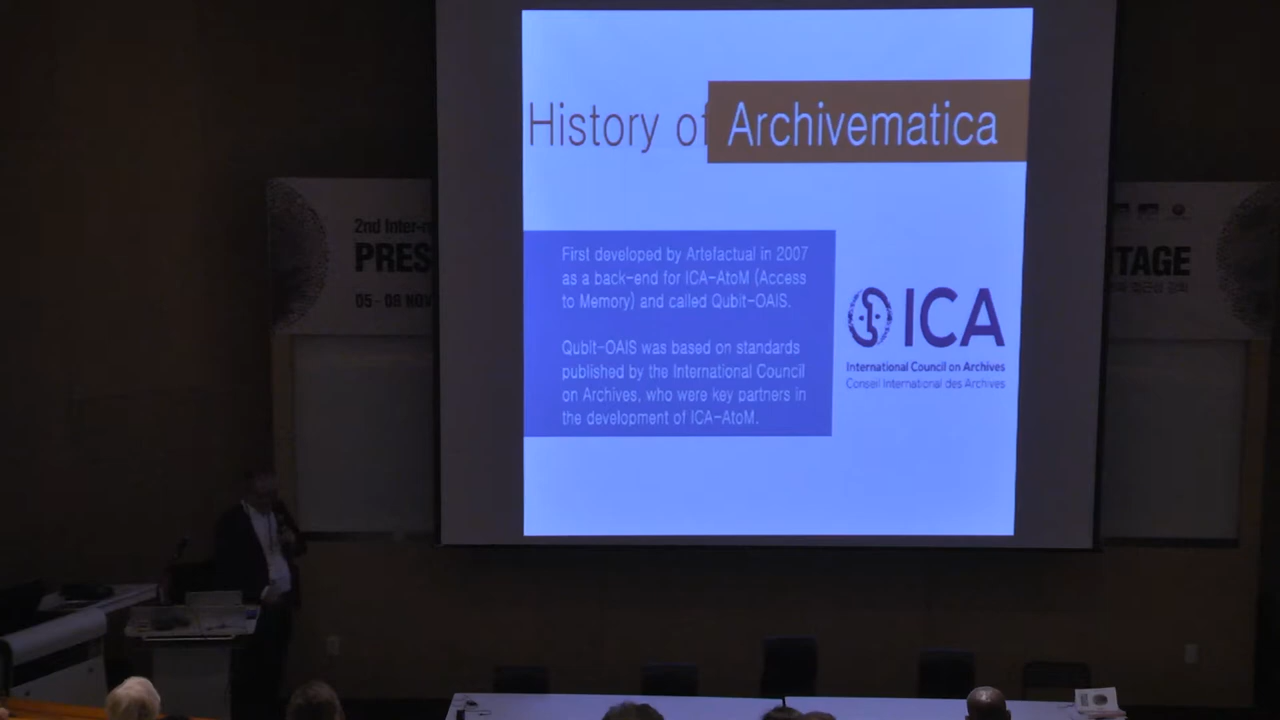 History of Archivematica
First developed by Artefactual in 2007
as a back-end for ICA-AtoM (Access
to Memory) and called Qubit-OAIS.
Qubit-OAIS was based on standards
published by the International Council
on Archives, who were key partners in
the development of ICA-AtoM.
ICA
International Council on Archives
Conseil International des Archives
2nd Inter-
PRES
05 - 08 NOV
TAGE